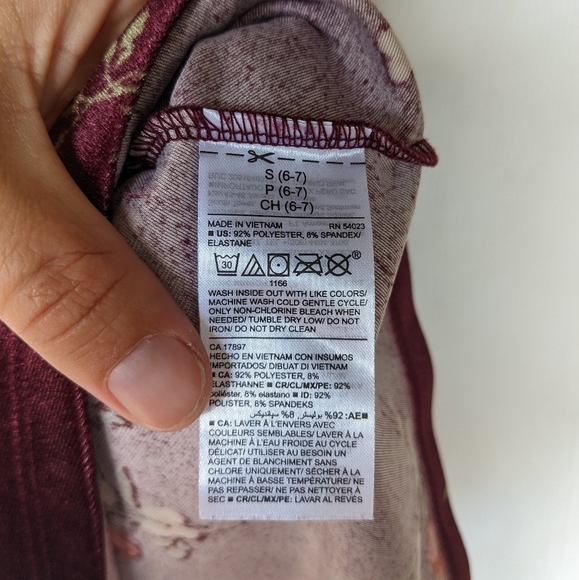 S (6-7)
P (6-7)
CH (6-7)
MADE IN VIETNAM RN 54023
■ US: 92% POLYESTER, 8% SPANDEX/
ELASTANE
30
®
1166
WASH INSIDE OUT WITH LIKE COLORS/
MACHINE WASH COLD GENTLE CYCLE/
ONLY NON-CHLORINE BLEACH WHEN
NEEDED/ TUMBLE DRY LOW/ DO NOT
IRON/ DO NOT DRY CLEAN
CA 17897
HECHO EN VIETNAM CON INSUMOS
IMPORTADOS/ DIBUAT DI VIETNAM
■ CA: 92% POLYESTER, 8%
ELASTHANNE ■ CR/CL/MX/PE: 92%
poliéster, 8% elastano ■ ID: 92%
POLISTER, 8% SPANDEKS
■ AE: 92% بوليستر, 8% سباندكس
■ CA: LAVER À L'ENVERS AVEC
COULEURS SEMBLABLES/ LAVER À LA
MACHINE À L'EAU FROIDE AU CYCLE
DÉLICAT/ UTILISER AU BESOIN UN
AGENT DE BLANCHIMENT SANS
CHLORE UNIQUEMENT/ SÉCHER À LA
MACHINE À BASSE TEMPÉRATURE/ NE
PAS REPASSER/ NE PAS NETTOYER À
SEC ■ CR/CL/MX/PE: LAVAR AL REVÉS